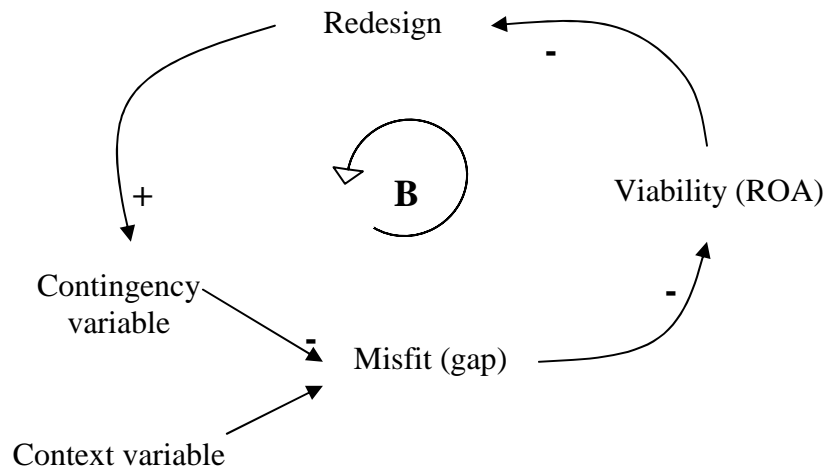 Redesign
-
+
B
Viability (ROA)
Contingency
variable
-
-
Misfit (gap)
Context variable